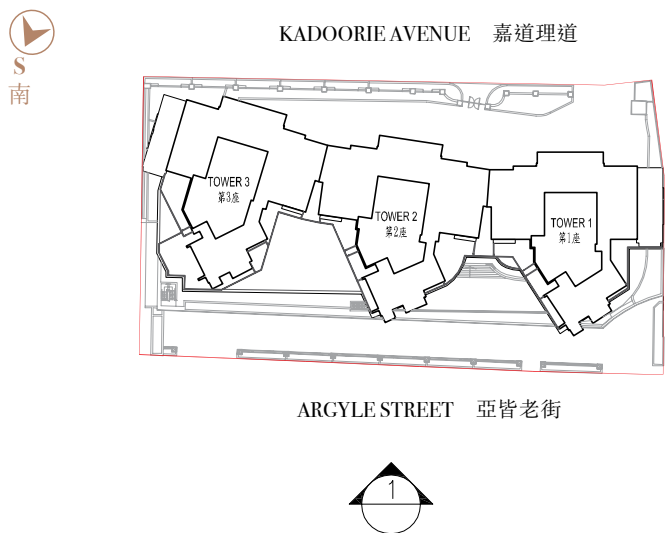 S
南
KADOORIE AVENUE 嘉道理道
TOWER 3
第3座
TOWER 2
第2座
TOWER 1
第1座
ARGYLE STREET 亞皆老街
1